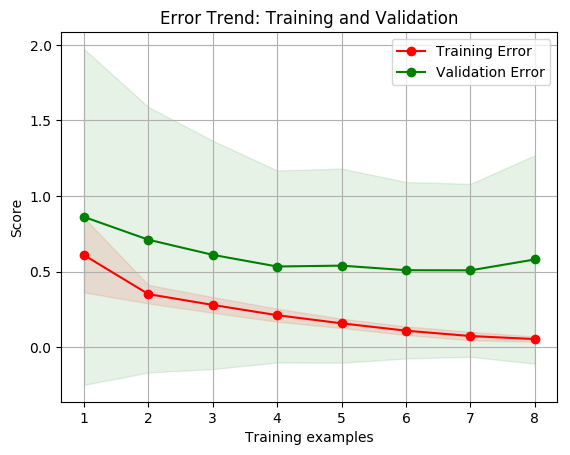 Error Trend: Training and Validation
Training Error
Validation Error
Score
2.0
1.5
1.0
0.5
0.0
1 2 3 4 5 6 7 8
Training examples